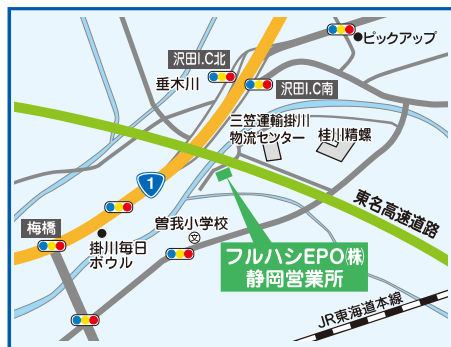 ピックアップ
沢田I.C北
垂木川
沢田I.C南
三笠運輸掛川
物流センター
桂川精螺
1
東名高速道路
梅橋
掛川毎日
ボウル
曽我小学校
文
フルハシEPO㈱
静岡営業所
JR東海道本線